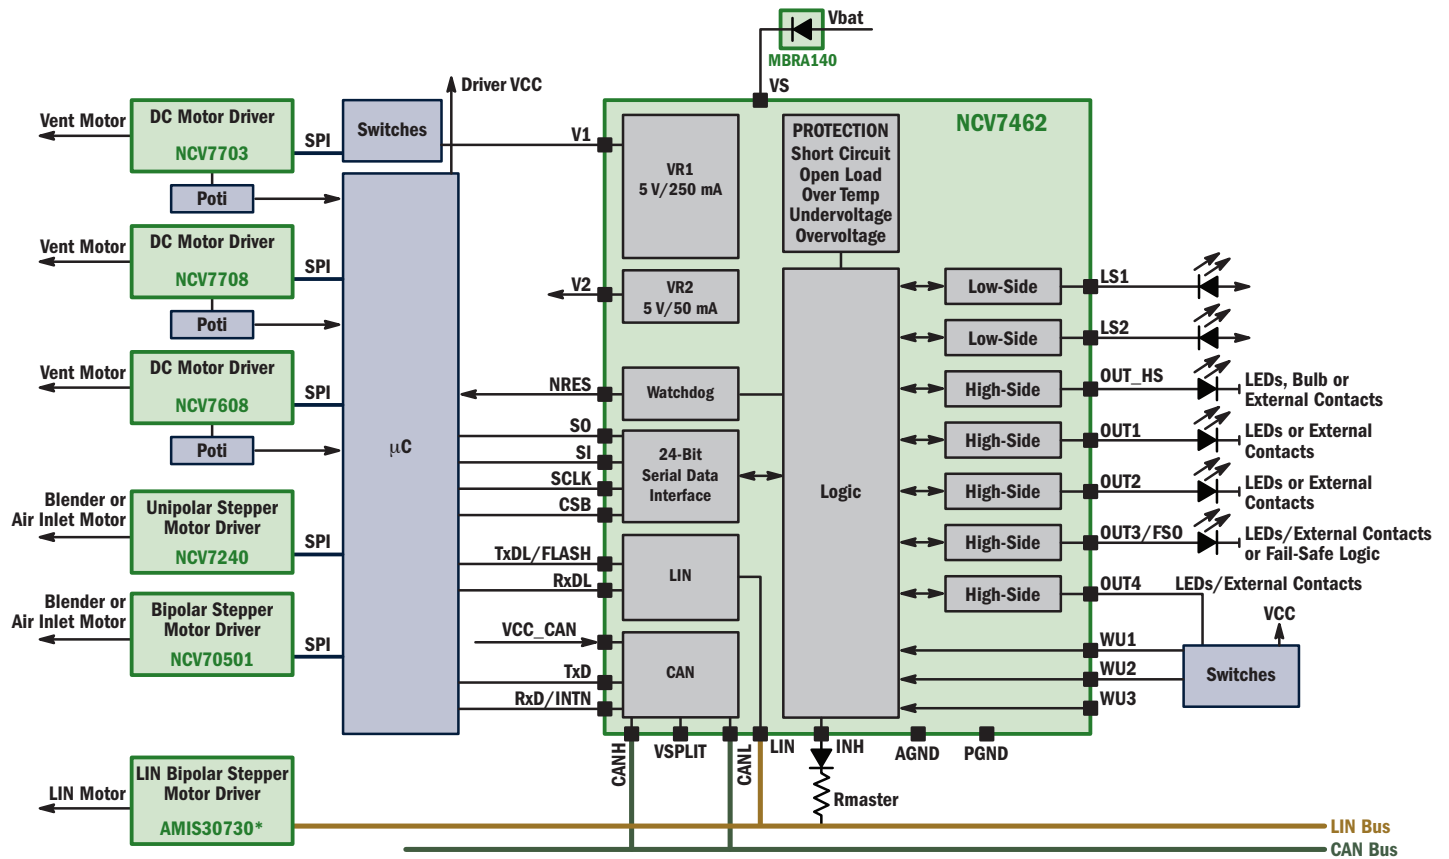 Vbat
MBRA140
VS
Driver VCC
DC Motor Driver
NCV7703
Vent Motor
SPI
Switches
Poti
V1
NCV7462
VR1
5 V/250 mA
PROTECTION
Short Circuit
Open Load
Over Temp
Undervoltage
Overvoltage
DC Motor Driver
NCV7708
Vent Motor
SPI
Poti
V2
VR2
5 V/50 mA
Low-Side
LS1
Low-Side
LS2
DC Motor Driver
NCV7608
Vent Motor
SPI
Poti
μC
NRES
Watchdog
High-Side
OUT_HS
LEDs, Bulb or
External Contacts
SO
SI
SCLK
CSB
24-Bit
Serial Data
Interface
Logic
High-Side
OUT1
LEDs or External
Contacts
High-Side
OUT2
LEDs or External
Contacts
Blender or
Air Inlet Motor
Unipolar Stepper
Motor Driver
NCV7240
SPI
TxDL/FLASH
RxDL
LIN
High-Side
OUT3/FSO
LEDs/External Contacts
or Fail-Safe Logic
High-Side
OUT4
LEDs/External Contacts
VCC
Blender or
Air Inlet Motor
Bipolar Stepper
Motor Driver
NCV70501
SPI
VCC_CAN
TxD
RxD/INTN
CAN
WU1
WU2
WU3
Switches
CANH
VSPLIT
CANL
LIN
INH
AGND
PGND
LIN Motor
LIN Bipolar Stepper
Motor Driver
AMIS30730*
Rmaster
LIN Bus
CAN Bus